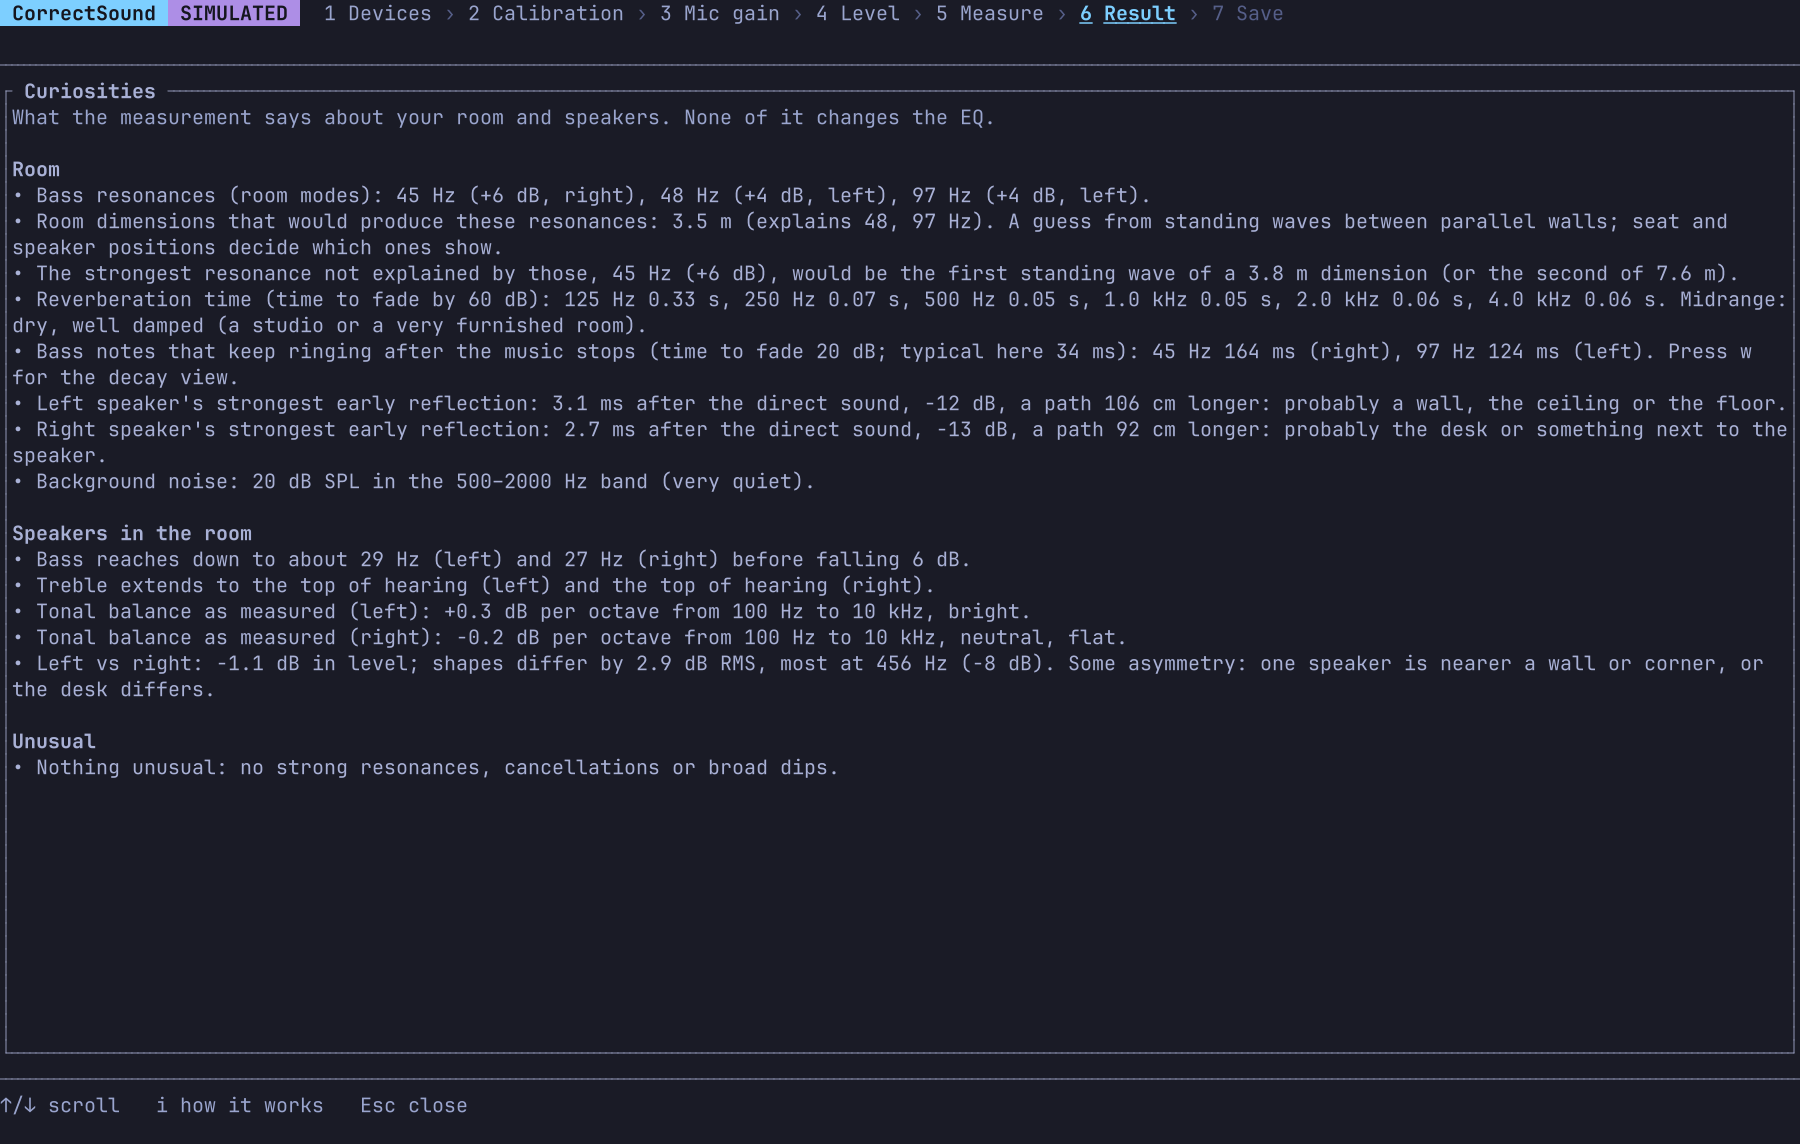 CorrectSound SIMULATED 1 Devices › 2 Calibration › 3 Mic gain › 4 Level › 5 Measure › 6 Result › 7 Save
Curiosities
What the measurement says about your room and speakers. None of it changes the EQ.
Room
• Bass resonances (room modes): 45 Hz (+6 dB, right), 48 Hz (+4 dB, left), 97 Hz (+4 dB, left).
• Room dimensions that would produce these resonances: 3.5 m (explains 48, 97 Hz). A guess from standing waves between parallel walls; seat and
speaker positions decide which ones show.
• The strongest resonance not explained by those, 45 Hz (+6 dB), would be the first standing wave of a 3.8 m dimension (or the second of 7.6 m).
• Reverberation time (time to fade by 60 dB): 125 Hz 0.33 s, 250 Hz 0.07 s, 500 Hz 0.05 s, 1.0 kHz 0.05 s, 2.0 kHz 0.06 s, 4.0 kHz 0.06 s. Midrange:
dry, well damped (a studio or a very furnished room).
• Bass notes that keep ringing after the music stops (time to fade 20 dB; typical here 34 ms): 45 Hz 164 ms (right), 97 Hz 124 ms (left). Press w
for the decay view.
• Left speaker's strongest early reflection: 3.1 ms after the direct sound, -12 dB, a path 106 cm longer: probably a wall, the ceiling or the floor.
• Right speaker's strongest early reflection: 2.7 ms after the direct sound, -13 dB, a path 92 cm longer: probably the desk or something next to the
speaker.
• Background noise: 20 dB SPL in the 500–2000 Hz band (very quiet).
Speakers in the room
• Bass reaches down to about 29 Hz (left) and 27 Hz (right) before falling 6 dB.
• Treble extends to the top of hearing (left) and the top of hearing (right).
• Tonal balance as measured (left): +0.3 dB per octave from 100 Hz to 10 kHz, bright.
• Tonal balance as measured (right): -0.2 dB per octave from 100 Hz to 10 kHz, neutral, flat.
• Left vs right: -1.1 dB in level; shapes differ by 2.9 dB RMS, most at 456 Hz (-8 dB). Some asymmetry: one speaker is nearer a wall or corner, or
the desk differs.
Unusual
• Nothing unusual: no strong resonances, cancellations or broad dips.
↑/↓ scroll i how it works Esc close